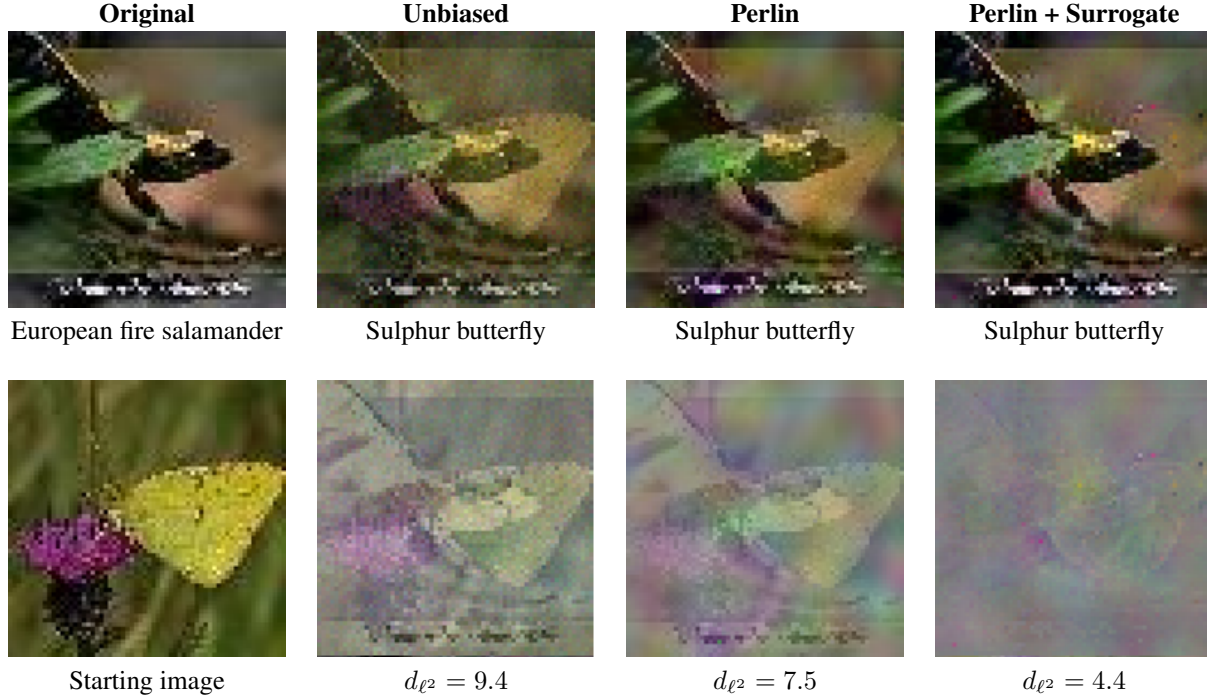 Original Unbiased Perlin Perlin + Surrogate
European fire salamander Sulphur butterfly Sulphur butterfly Sulphur butterfly
Starting image dℓ² = 9.4 dℓ² = 7.5 dℓ² = 4.4